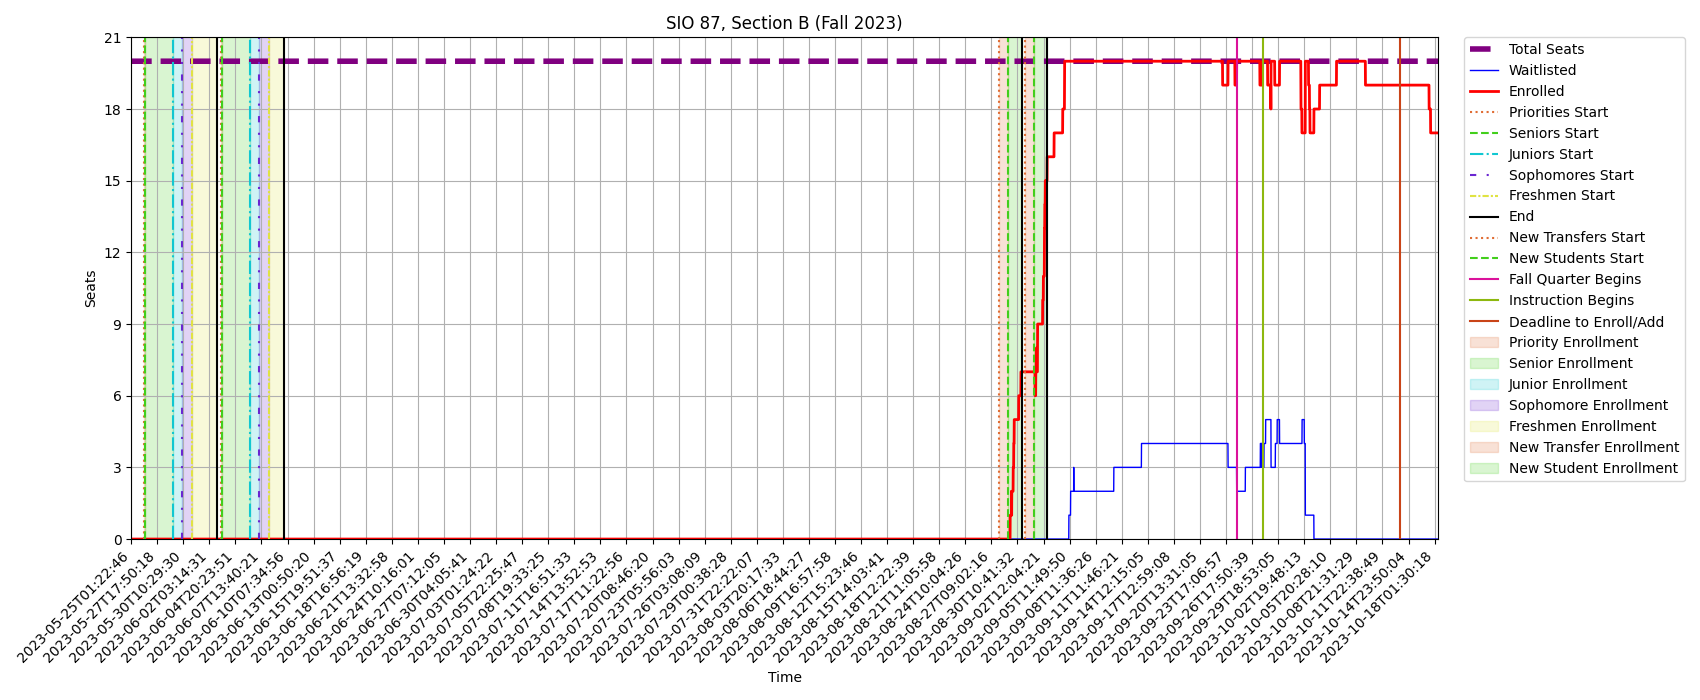 SIO 87, Section B (Fall 2023)
21
18
15
12
9
6
3
0
Seats
2023-05-25T01:22:46
2023-05-27T17:50:18
2023-05-30T10:29:30
2023-06-02T03:14:31
2023-06-04T20:23:51
2023-06-07T13:40:21
2023-06-10T07:34:56
2023-06-13T00:50:20
2023-06-15T19:51:37
2023-06-18T16:56:19
2023-06-21T13:32:58
2023-06-24T10:16:01
2023-06-27T07:12:05
2023-06-30T04:05:41
2023-07-03T01:24:22
2023-07-05T22:25:47
2023-07-08T19:33:25
2023-07-11T16:51:33
2023-07-14T13:52:53
2023-07-17T11:22:56
2023-07-20T08:46:20
2023-07-23T05:56:03
2023-07-26T03:08:09
2023-07-29T00:38:28
2023-07-31T22:22:07
2023-08-03T20:17:33
2023-08-06T18:44:27
2023-08-09T16:57:58
2023-08-12T15:23:46
2023-08-15T14:03:41
2023-08-18T12:22:39
2023-08-21T11:05:58
2023-08-24T10:04:26
2023-08-27T09:02:16
2023-08-30T10:41:32
2023-09-02T12:04:21
2023-09-05T11:49:50
2023-09-08T11:36:26
2023-09-11T11:46:21
2023-09-14T12:15:05
2023-09-17T12:59:08
2023-09-20T13:31:05
2023-09-23T17:06:57
2023-09-26T17:50:39
2023-09-29T18:53:05
2023-10-02T19:48:13
2023-10-05T20:28:10
2023-10-08T21:31:29
2023-10-11T22:38:49
2023-10-14T23:50:04
2023-10-18T01:30:18
Time
Total Seats
Waitlisted
Enrolled
Priorities Start
Seniors Start
Juniors Start
Sophomores Start
Freshmen Start
End
New Transfers Start
New Students Start
Fall Quarter Begins
Instruction Begins
Deadline to Enroll/Add
Priority Enrollment
Senior Enrollment
Junior Enrollment
Sophomore Enrollment
Freshmen Enrollment
New Transfer Enrollment
New Student Enrollment